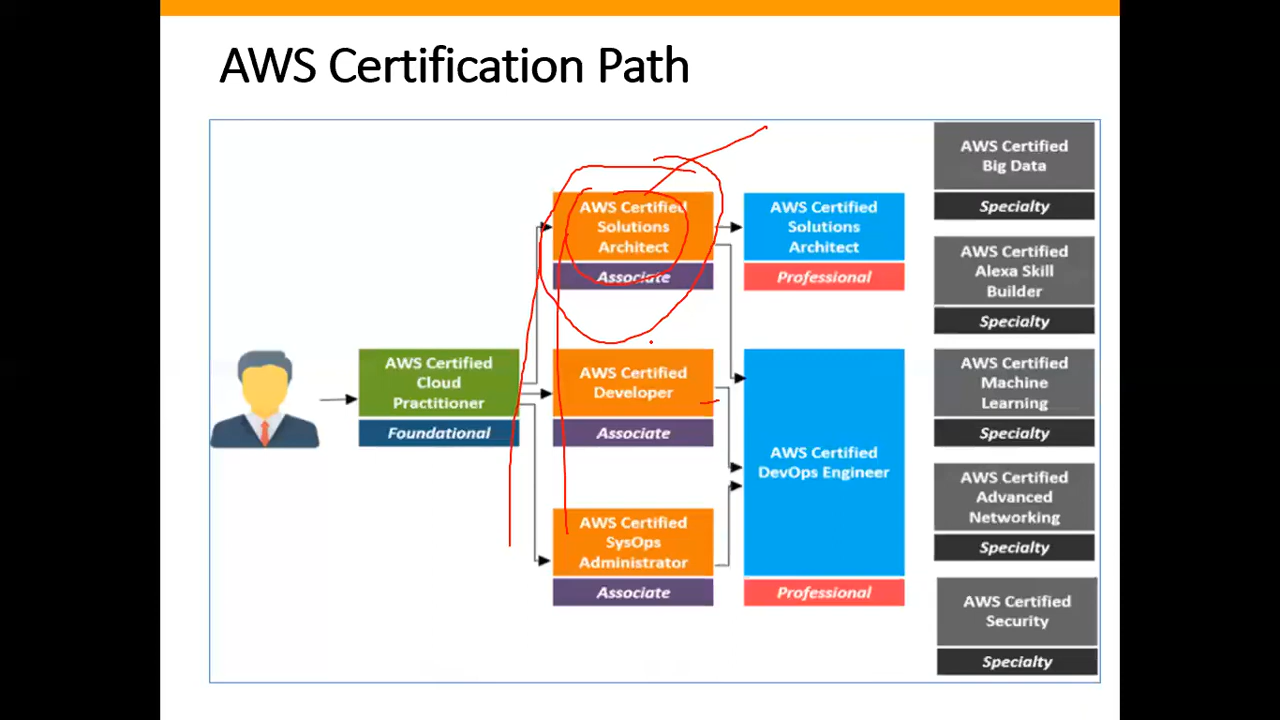 AWS Certification Path
AWS Certified
Cloud
Practitioner
Foundational
AWS Certified
Solutions
Architect
Associate
AWS Certified
Developer
Associate
AWS Certified
SysOps
Administrator
Associate
AWS Certified
Solutions
Architect
Professional
AWS Certified
DevOps Engineer
Professional
AWS Certified
Big Data
Specialty
AWS Certified
Alexa Skill
Builder
Specialty
AWS Certified
Machine
Learning
Specialty
AWS Certified
Advanced
Networking
Specialty
AWS Certified
Security
Specialty